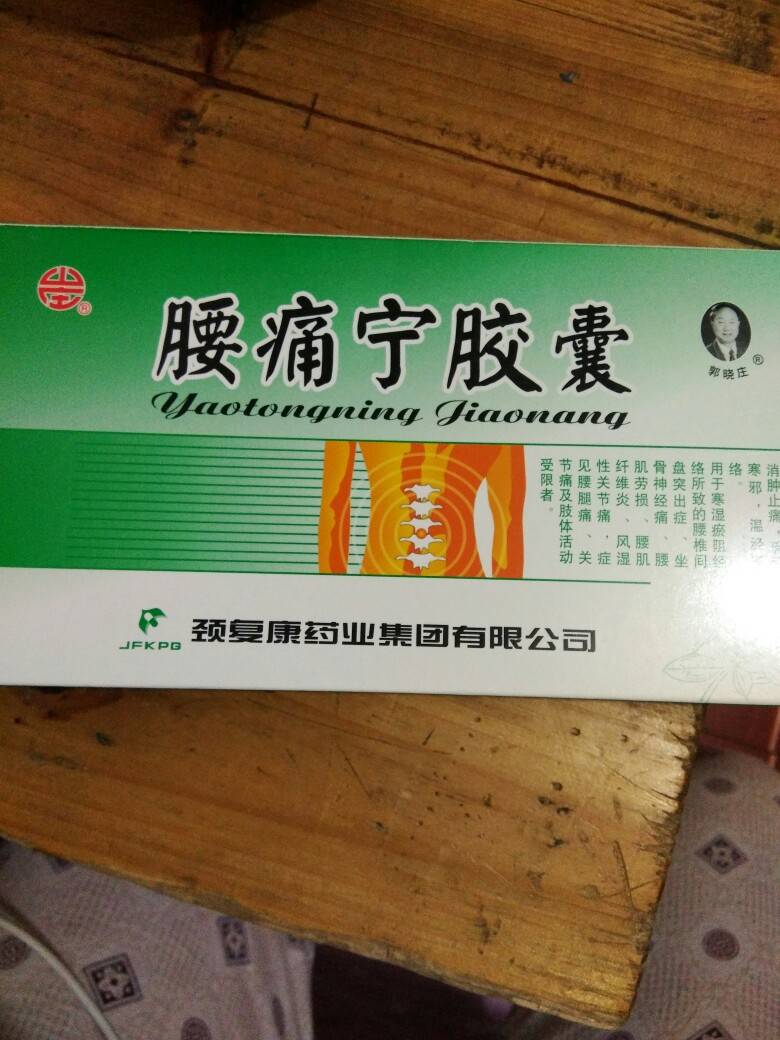 腰痛宁胶囊
Yaotongning Jiaonang
®
郭晓庄
®
消肿止痛
寒邪,温经
络。
用于寒湿瘀阻经
络所致的腰椎间
盘突出症、坐
骨神经痛、腰
肌劳损、腰肌
纤维炎、风湿
性关节痛,症
见腰腿痛、关
节痛及肢体活动
受限者。
JFKPG
颈复康药业集团有限公司